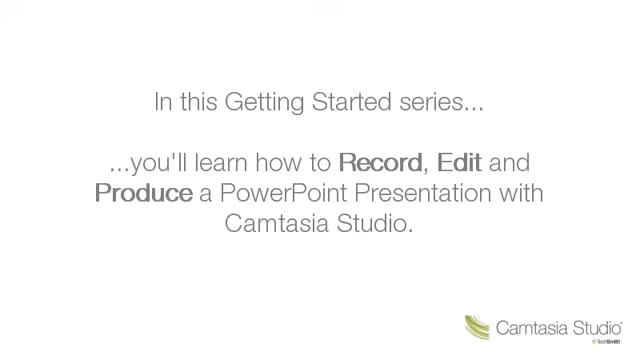 In this Getting Started series...
...you'll learn how to Record, Edit and
Produce a PowerPoint Presentation with
Camtasia Studio.
Camtasia Studio
TechSmith